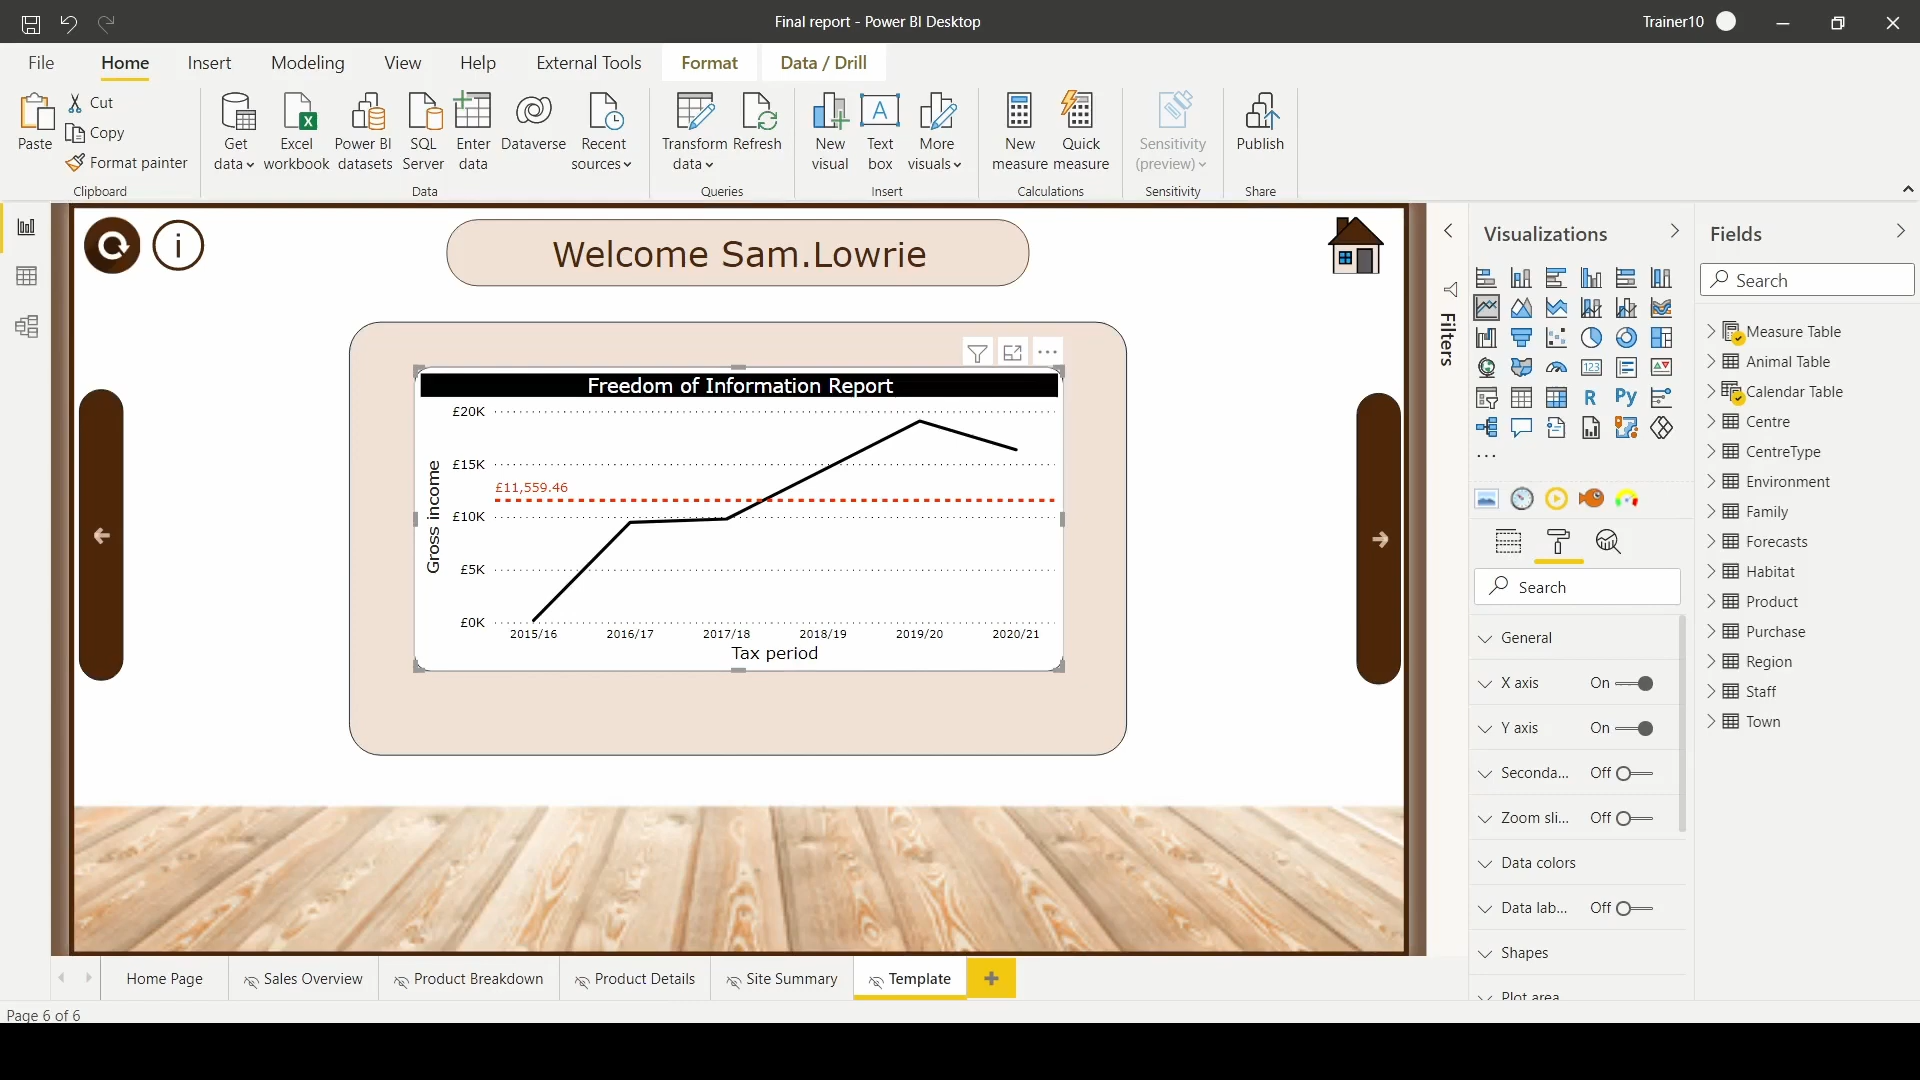 Final report - Power BI Desktop
Trainer10
File
Home
Insert
Modeling
View
Help
External Tools
Format
Data / Drill
Paste
Cut
Copy
Format painter
Clipboard
Get
data
Excel
workbook
Power BI
datasets
SQL
Server
Enter
data
Dataverse
Recent
sources
Data
Transform
data
Refresh
Queries
New
visual
A
Text
box
More
visuals
Insert
New
measure
Quick
measure
Calculations
Sensitivity
(preview)
Sensitivity
Publish
Share
i
Welcome Sam.Lowrie
Freedom of Information Report
£20K
£15K
£11,559.46
£10K
£5K
£0K
Gross income
2015/16
2016/17
2017/18
2018/19
2019/20
2020/21
Tax period
Filters
Visualizations
123
R
Py
Search
General
X axis
On
Y axis
On
Seconda...
Off
Zoom sli...
Off
Data colors
Data lab...
Off
Shapes
Plot area
Fields
Search
Measure Table
Animal Table
Calendar Table
Centre
CentreType
Environment
Family
Forecasts
Habitat
Product
Purchase
Region
Staff
Town
Home Page
Sales Overview
Product Breakdown
Product Details
Site Summary
Template
Page 6 of 6